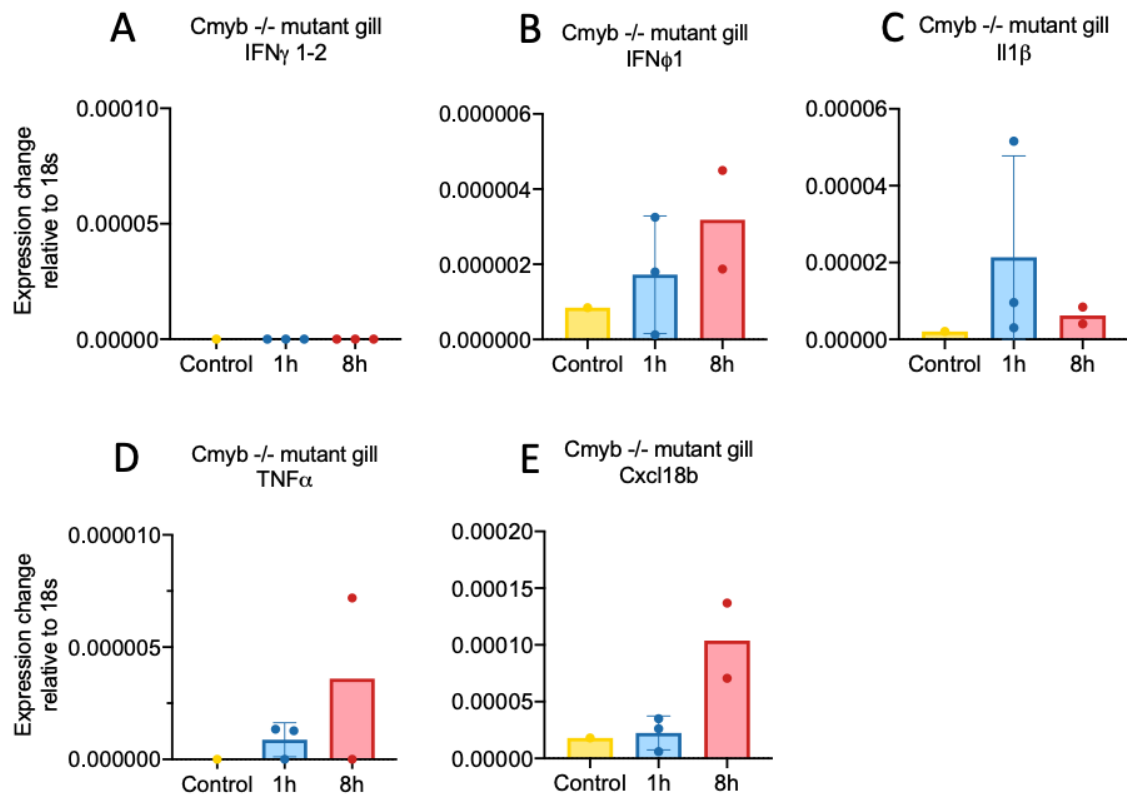 A
Cmyb -/- mutant gill
IFNγ 1-2
Expression change
relative to 18s
0.00010
0.00005
0.00000
Control 1h 8h
B
Cmyb -/- mutant gill
IFNϕ1
0.000006
0.000004
0.000002
0.000000
Control 1h 8h
C
Cmyb -/- mutant gill
Il1β
0.00006
0.00004
0.00002
0.00000
Control 1h 8h
D
Cmyb -/- mutant gill
TNFα
Expression change
relative to 18s
0.000010
0.000005
0.000000
Control 1h 8h
E
Cmyb -/- mutant gill
Cxcl18b
0.00020
0.00015
0.00010
0.00005
0.00000
Control 1h 8h